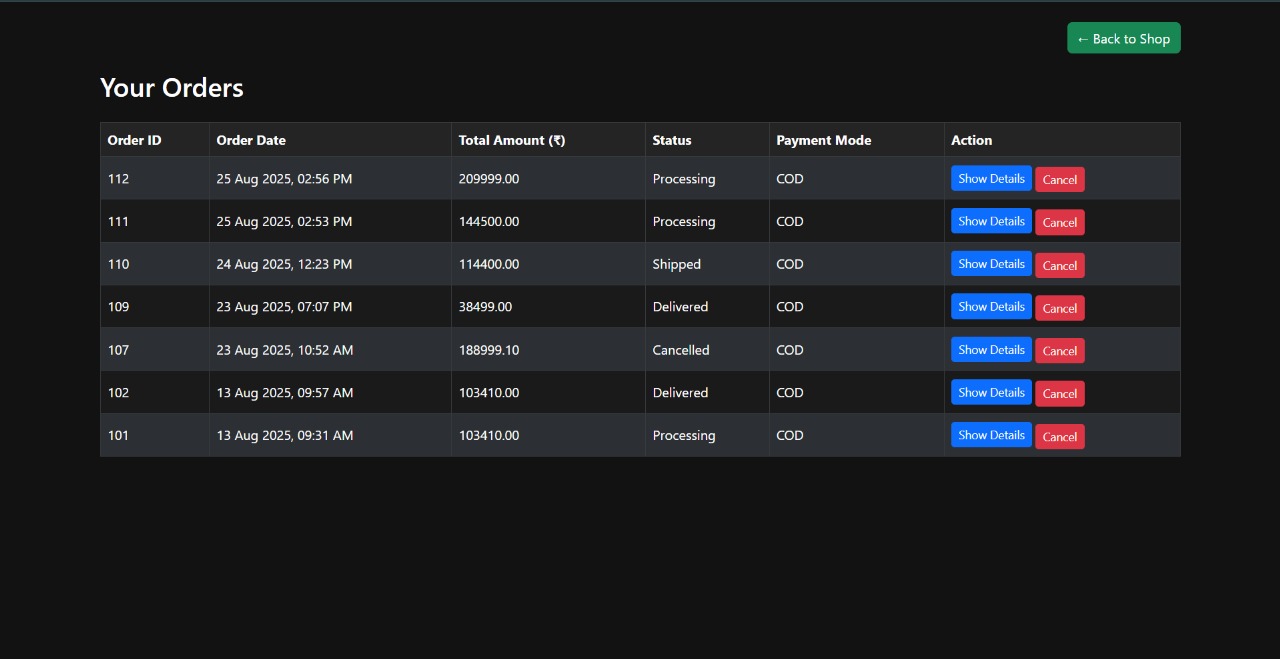 ← Back to Shop
Your Orders
Order ID Order Date Total Amount (₹) Status Payment Mode Action
112 25 Aug 2025, 02:56 PM 209999.00 Processing COD Show Details Cancel
111 25 Aug 2025, 02:53 PM 144500.00 Processing COD Show Details Cancel
110 24 Aug 2025, 12:23 PM 114400.00 Shipped COD Show Details Cancel
109 23 Aug 2025, 07:07 PM 38499.00 Delivered COD Show Details Cancel
107 23 Aug 2025, 10:52 AM 188999.10 Cancelled COD Show Details Cancel
102 13 Aug 2025, 09:57 AM 103410.00 Delivered COD Show Details Cancel
101 13 Aug 2025, 09:31 AM 103410.00 Processing COD Show Details Cancel